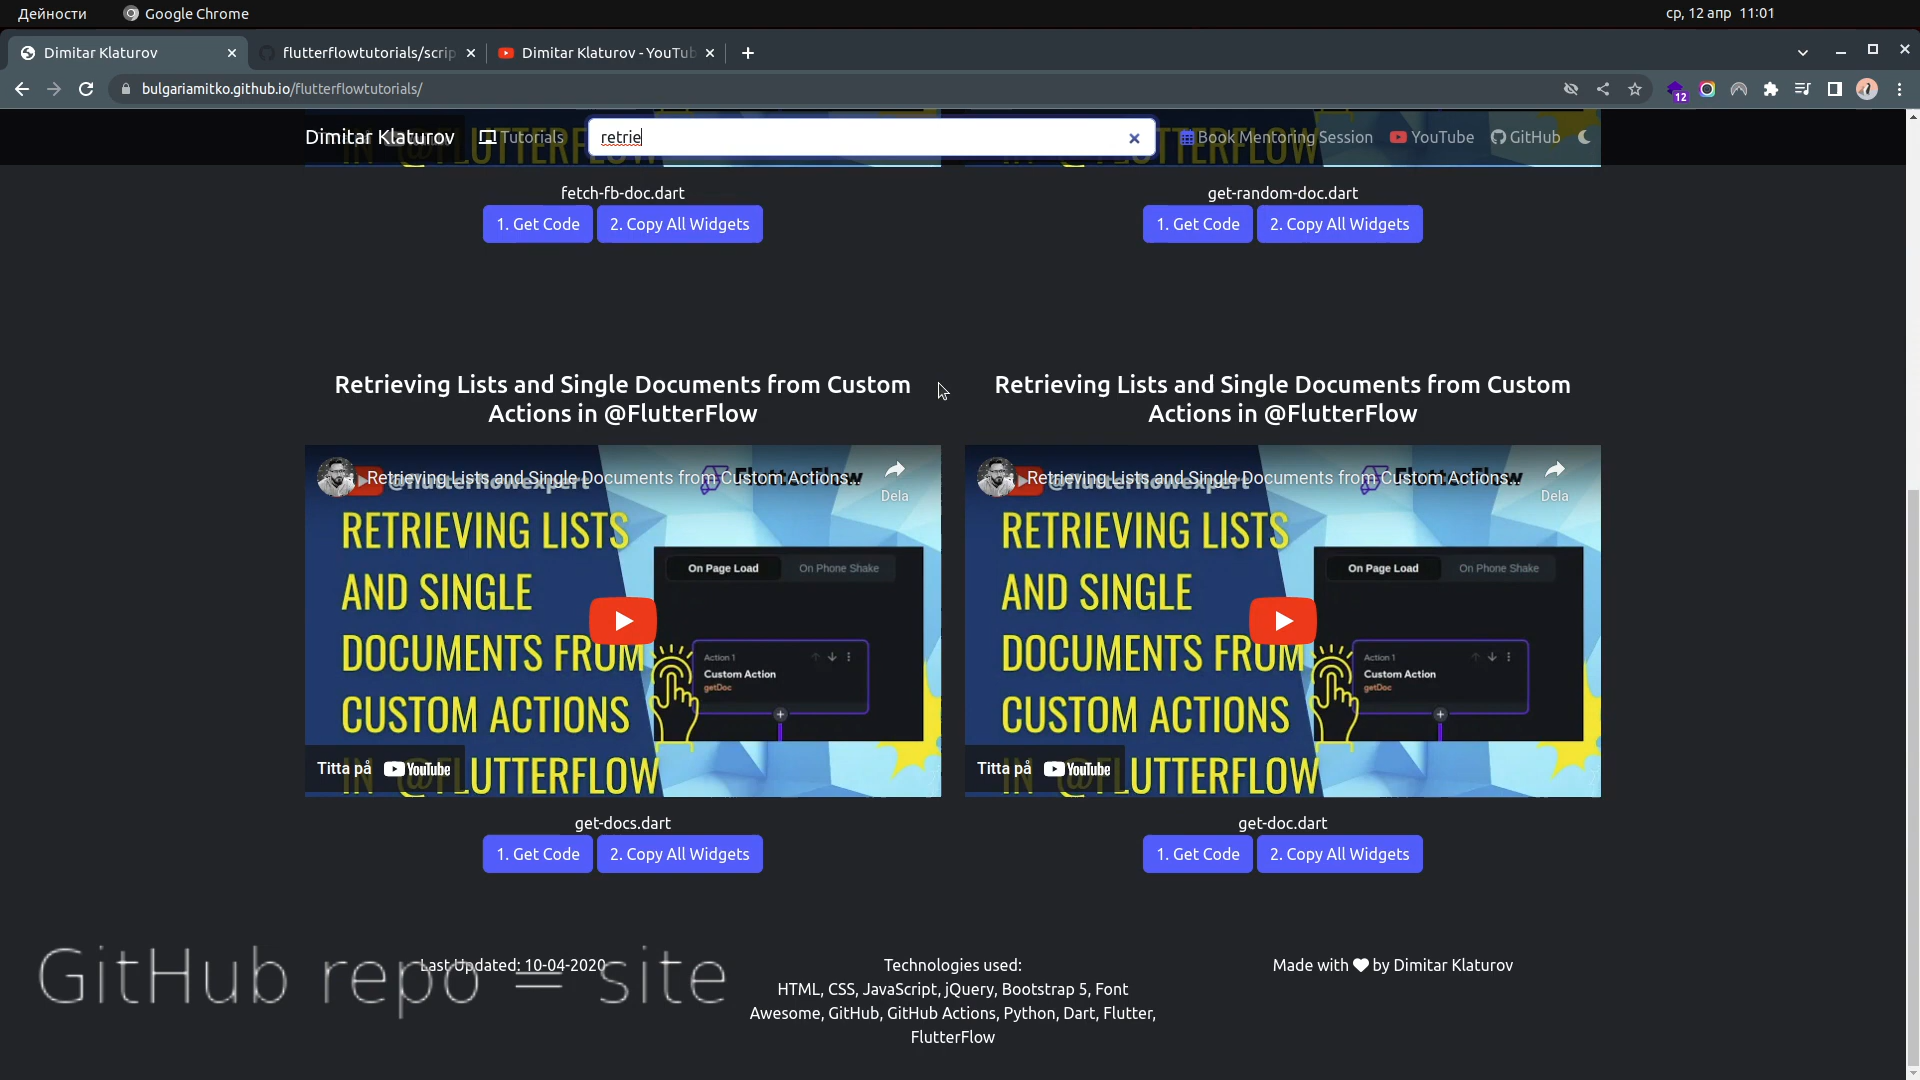 Дейности
Google Chrome
ср, 12 апр 11:01
Dimitar Klaturov
flutterflowtutorials/scrip
Dimitar Klaturov - YouTub
bulgariamitko.github.io/flutterflowtutorials/
12
Dimitar Klaturov
Tutorials
retrie
Book Mentoring Session
YouTube
GitHub
fetch-fb-doc.dart
1. Get Code
2. Copy All Widgets
get-random-doc.dart
1. Get Code
2. Copy All Widgets
Retrieving Lists and Single Documents from Custom
Actions in @FlutterFlow
Retrieving Lists and Single Documents from Custom Actions...
@flutterflowexpert
FlutterFlow
Dela
RETRIEVING LISTS
AND SINGLE
DOCUMENTS FROM
CUSTOM ACTIONS
IN @FLUTTERFLOW
On Page Load
On Phone Shake
Action 1
Custom Action
getDoc
Titta på
YouTube
get-docs.dart
1. Get Code
2. Copy All Widgets
Retrieving Lists and Single Documents from Custom
Actions in @FlutterFlow
Retrieving Lists and Single Documents from Custom Actions...
@flutterflowexpert
FlutterFlow
Dela
RETRIEVING LISTS
AND SINGLE
DOCUMENTS FROM
CUSTOM ACTIONS
IN @FLUTTERFLOW
On Page Load
On Phone Shake
Action 1
Custom Action
getDoc
Titta på
YouTube
get-doc.dart
1. Get Code
2. Copy All Widgets
GitHub repo = site
Last Updated: 10-04-2020
Technologies used:
HTML, CSS, JavaScript, jQuery, Bootstrap 5, Font
Awesome, GitHub, GitHub Actions, Python, Dart, Flutter,
FlutterFlow
Made with by Dimitar Klaturov